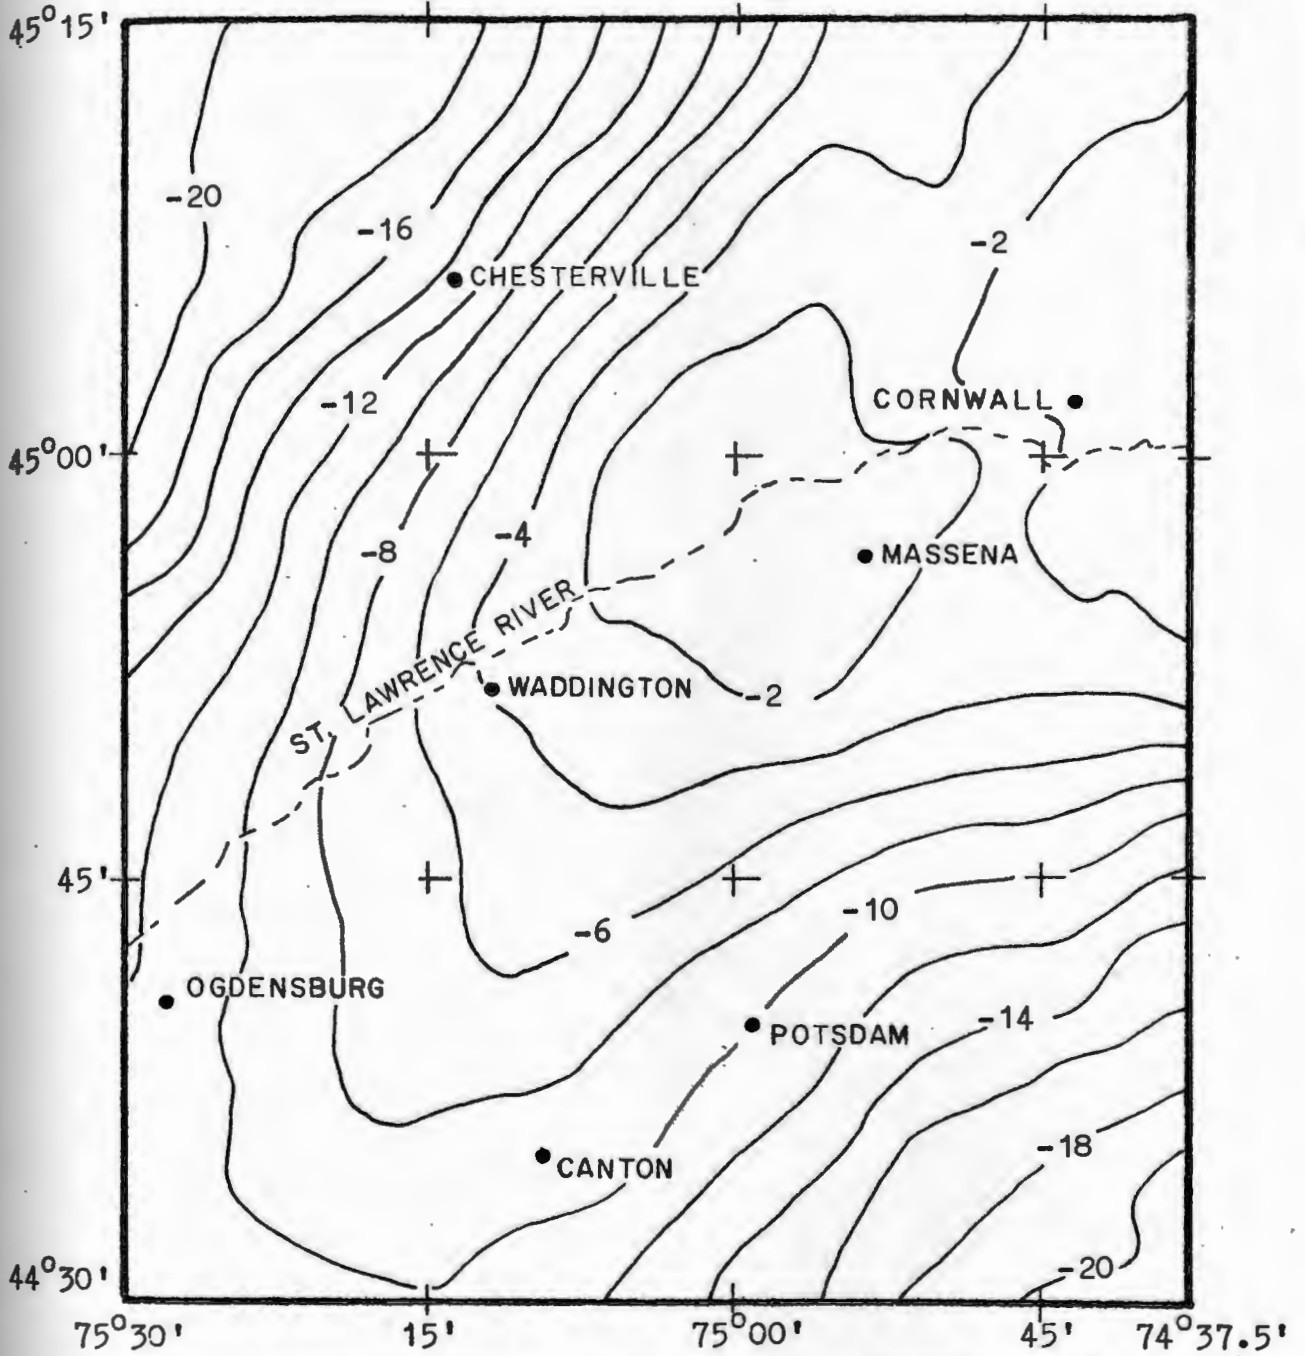 45°15'
-20
-16
-2
CHESTERVILLE
-12
CORNWALL
45°00'
-4
-8
MASSENA
ST. LAWRENCE RIVER
WADDINGTON
-2
45'
-10
-6
OGDENSBURG
-14
POTSDAM
-18
CANTON
-20
44°30'
75°30' 15' 75°00' 45' 74°37.5'